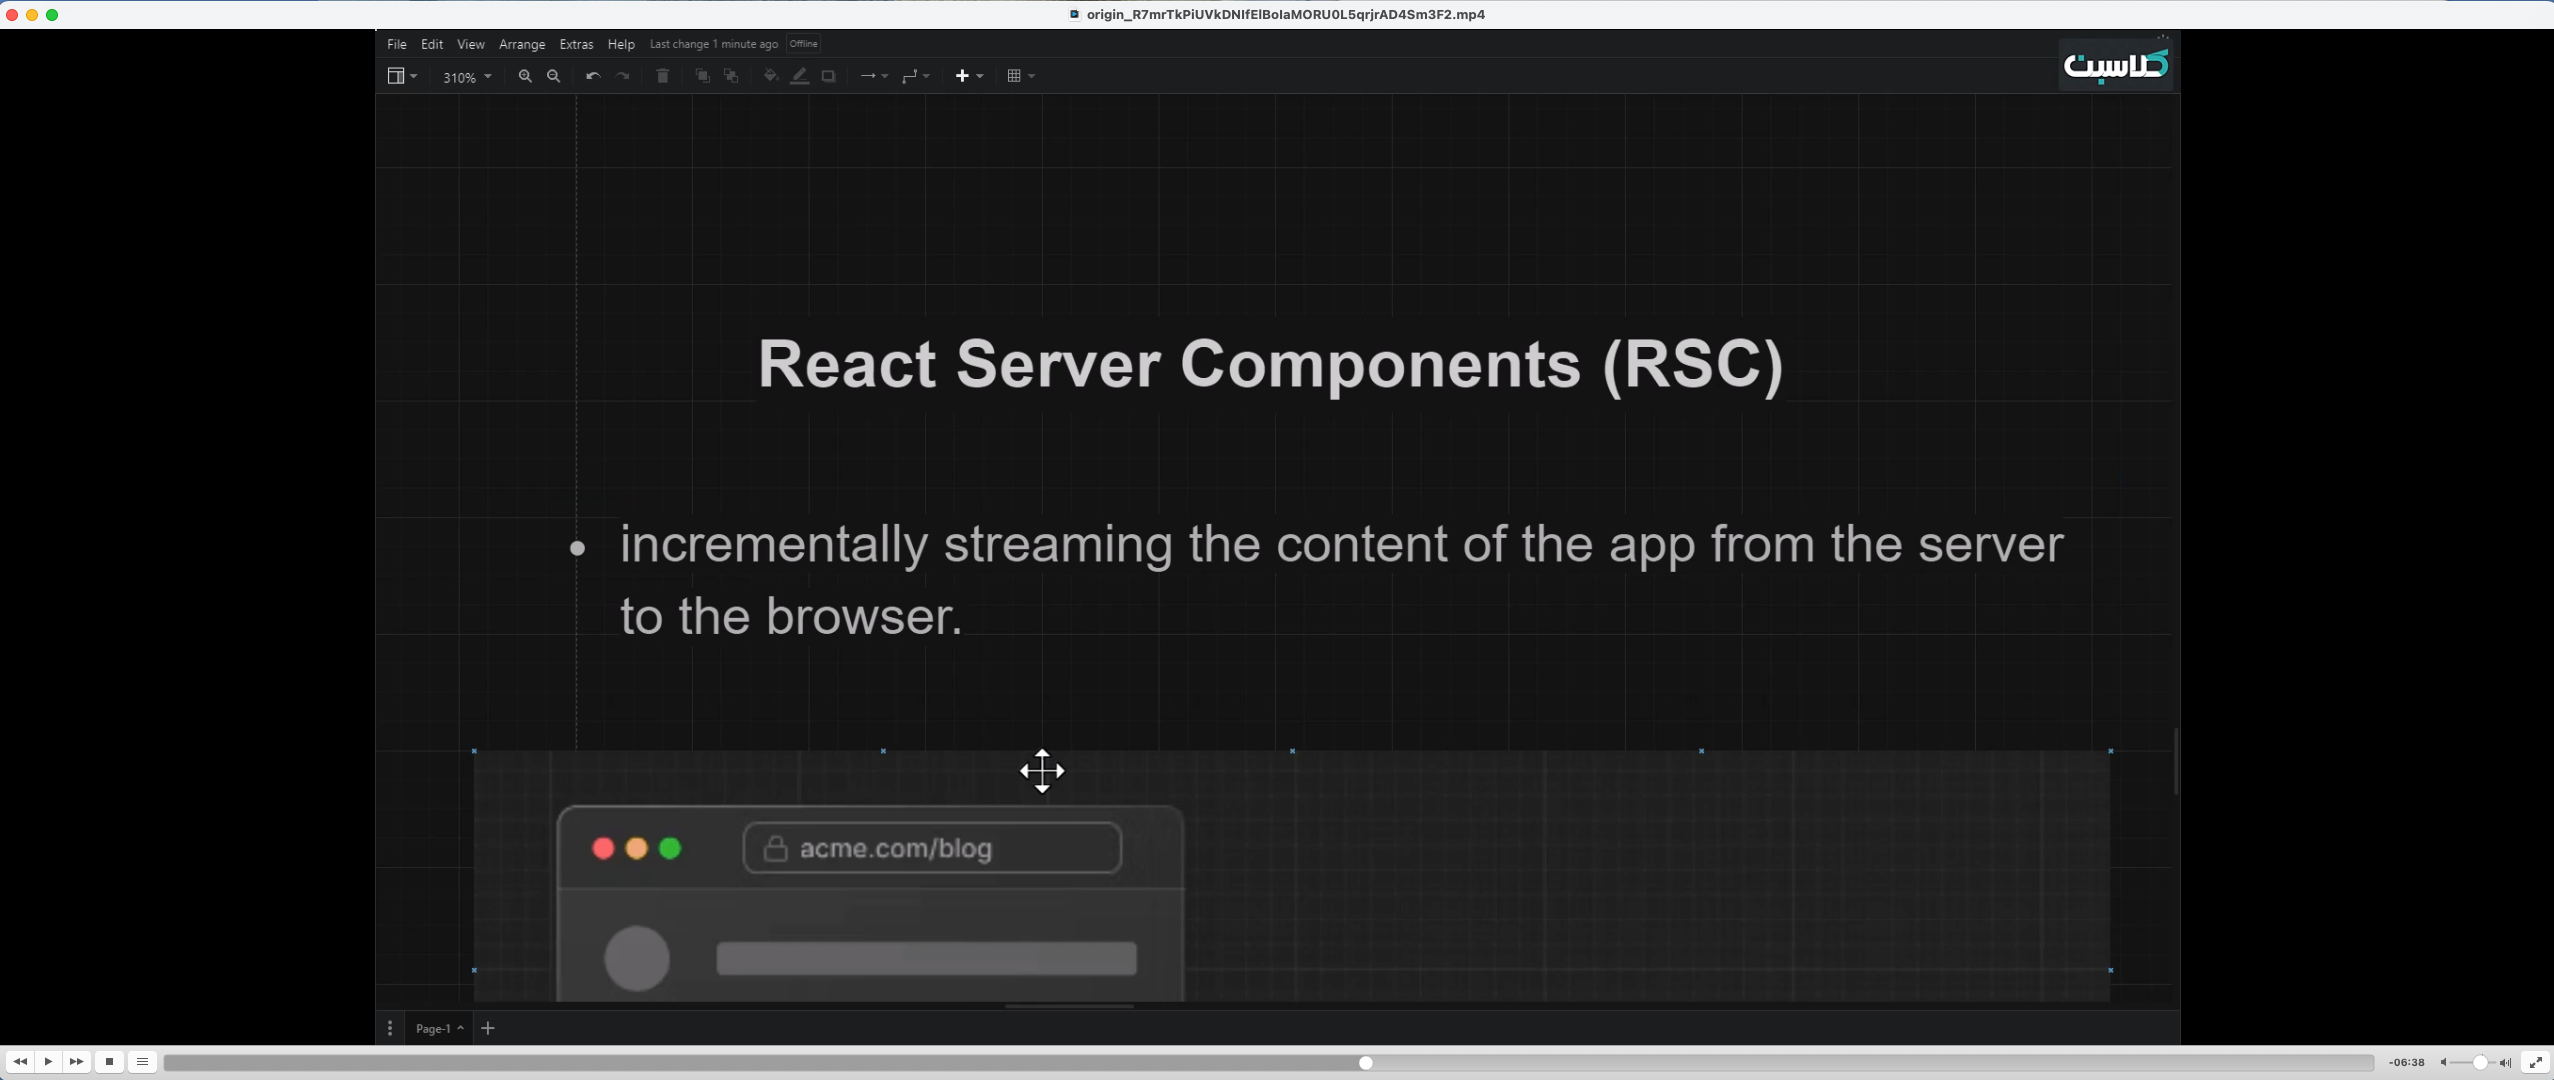 origin_R7mrTkPiUVkDNIfEIBolaMORU0L5qrjrAD4Sm3F2.mp4
File Edit View Arrange Extras Help Last change 1 minute ago Offline
310%
کلاسبن
React Server Components (RSC)
• incrementally streaming the content of the app from the server
to the browser.
acme.com/blog
Page-1
-06:38